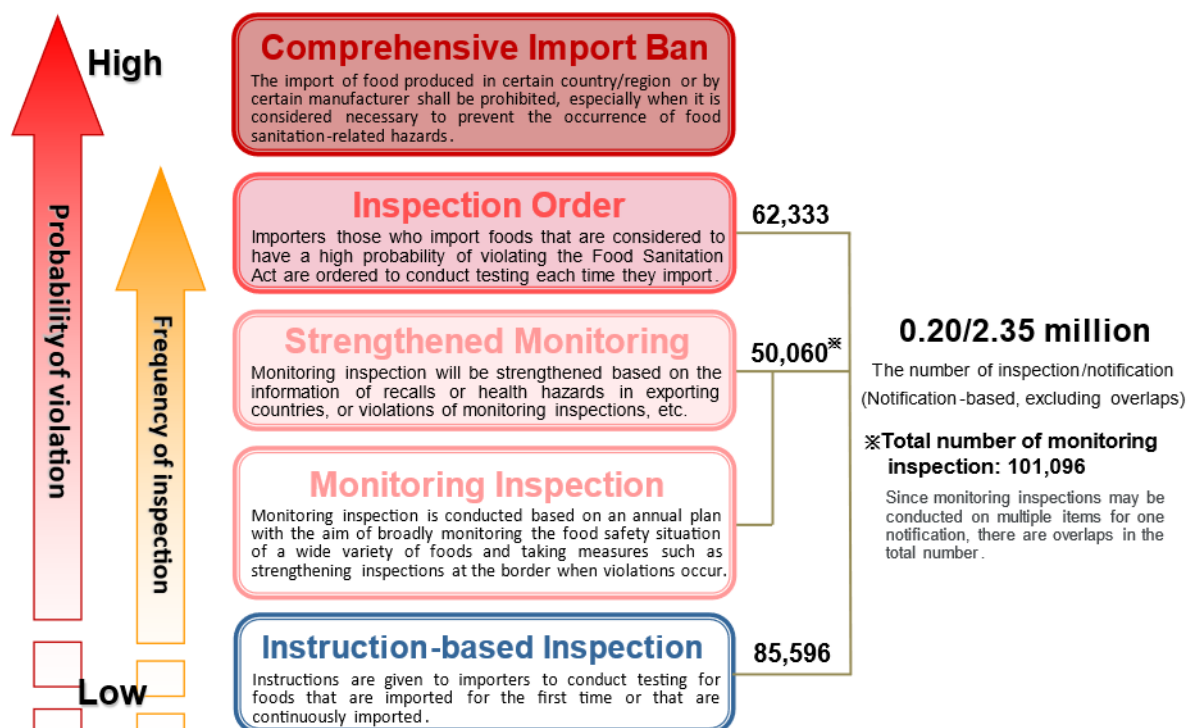 High
Low
Probability of violation
Frequency of inspection
Comprehensive Import Ban
The import of food produced in certain country/region or by
certain manufacturer shall be prohibited, especially when it is
considered necessary to prevent the occurrence of food
sanitation-related hazards.
Inspection Order
Importers those who import foods that are considered to
have a high probability of violating the Food Sanitation
Act are ordered to conduct testing each time they import.
62,333
Strengthened Monitoring
Monitoring inspection will be strengthened based on the
information of recalls or health hazards in exporting
countries, or violations of monitoring inspections, etc.
50,060※
Monitoring Inspection
Monitoring inspection is conducted based on an annual plan
with the aim of broadly monitoring the food safety situation
of a wide variety of foods and taking measures such as
strengthening inspections at the border when violations occur.
Instruction-based Inspection
Instructions are given to importers to conduct testing for
foods that are imported for the first time or that are
continuously imported.
85,596
0.20/2.35 million
The number of inspection/notification
(Notification-based, excluding overlaps)
※Total number of monitoring
inspection: 101,096
Since monitoring inspections may be
conducted on multiple items for one
notification, there are overlaps in the
total number.